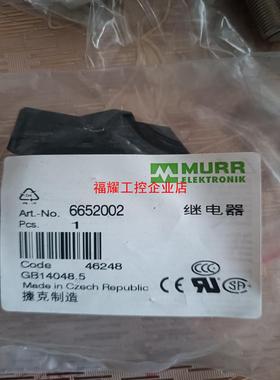 MURR
ELEKTRONIK
福耀工控企业店
Art.-No. 6652002 继电器
Pcs. 1
Code 46248
GB14048.5
Made in Czech Republic
捷克制造